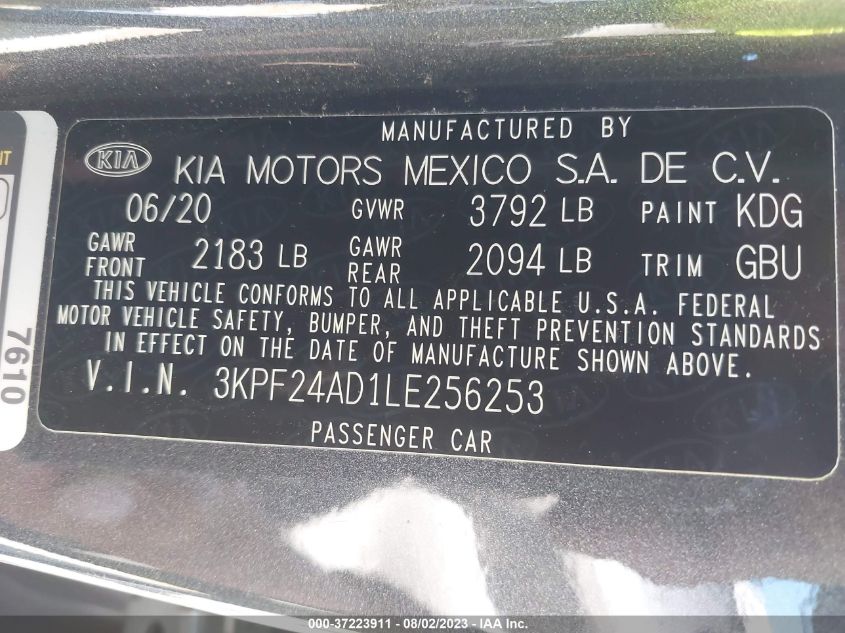 MANUFACTURED BY
KIA KIA MOTORS MEXICO S.A. DE C.V.
06/20 GVWR 3792 LB PAINT KDG
GAWR FRONT 2183 LB GAWR REAR 2094 LB TRIM GBU
THIS VEHICLE CONFORMS TO ALL APPLICABLE U.S.A. FEDERAL
MOTOR VEHICLE SAFETY, BUMPER, AND THEFT PREVENTION STANDARDS
IN EFFECT ON THE DATE OF MANUFACTURE SHOWN ABOVE.
V.I.N. 3KPF24AD1LE256253
PASSENGER CAR
7610
000-37223911 - 08/02/2023 - IAA Inc.